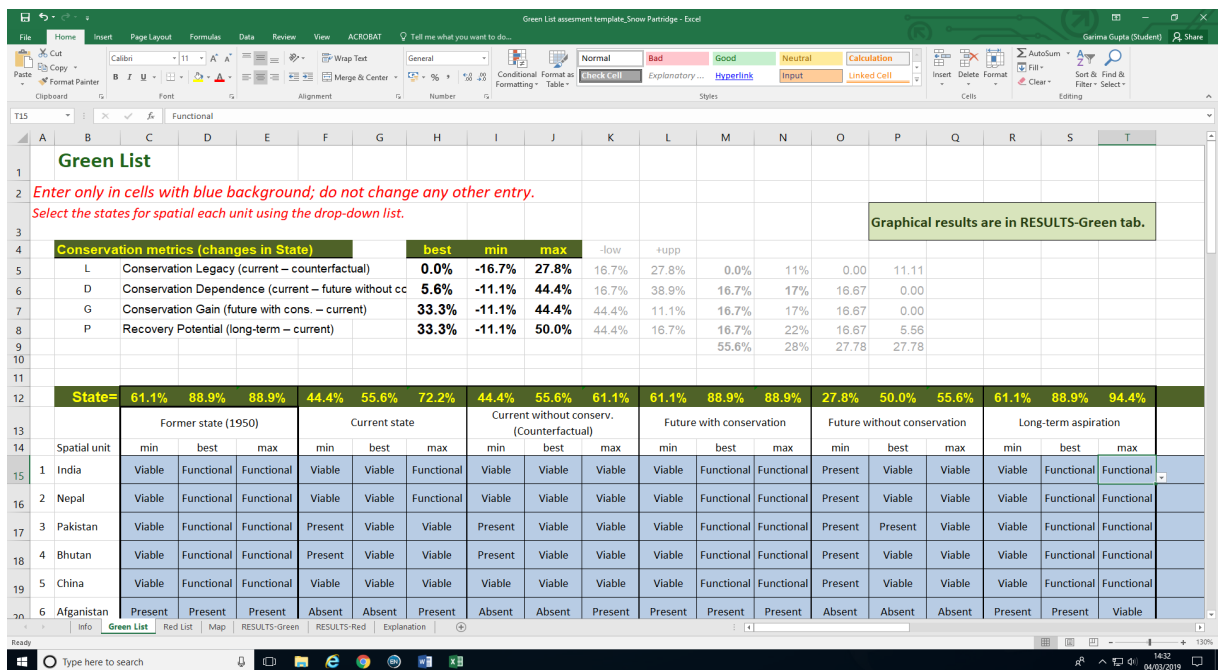 Green List assesment template_Snow Partridge - Excel
File Home Insert Page Layout Formulas Data Review View ACROBAT Tell me what you want to do... Garima Gupta (Student) Share
Cut Calibri 11 Wrap Text General Normal Bad Good Neutral Calculation AutoSum
Copy Fill
Paste Format Painter Merge & Center Conditional Formatting Format as Table Check Cell Explanatory ... Hyperlink Input Linked Cell Insert Delete Format Clear Sort & Filter Find & Select
Clipboard Font Alignment Number Styles Cells Editing
T15 fx Functional
A B C D E F G H I J K L M N O P Q R S T
1 Green List
2 Enter only in cells with blue background; do not change any other entry.
3 Select the states for spatial each unit using the drop-down list. Graphical results are in RESULTS-Green tab.
4 Conservation metrics (changes in State) best min max -low +upp
5 L Conservation Legacy (current – counterfactual) 0.0% -16.7% 27.8% 16.7% 27.8% 0.0% 11% 0.00 11.11
6 D Conservation Dependence (current – future without cc 5.6% -11.1% 44.4% 16.7% 38.9% 16.7% 17% 16.67 0.00
7 G Conservation Gain (future with cons. – current) 33.3% -11.1% 44.4% 44.4% 11.1% 16.7% 17% 16.67 0.00
8 P Recovery Potential (long-term – current) 33.3% -11.1% 50.0% 44.4% 16.7% 16.7% 22% 16.67 5.56
9 55.6% 28% 27.78 27.78
10
11
12 State= 61.1% 88.9% 88.9% 44.4% 55.6% 72.2% 44.4% 55.6% 61.1% 61.1% 88.9% 88.9% 27.8% 50.0% 55.6% 61.1% 88.9% 94.4%
13 Former state (1950) Current state Current without conserv. (Counterfactual) Future with conservation Future without conservation Long-term aspiration
14 Spatial unit min best max min best max min best max min best max min best max min best max
15 1 India Viable Functional Functional Viable Viable Functional Viable Viable Viable Viable Functional Functional Present Viable Viable Viable Functional Functional
16 2 Nepal Viable Functional Functional Viable Viable Functional Viable Viable Viable Viable Functional Functional Present Viable Viable Viable Functional Functional
17 3 Pakistan Viable Functional Functional Present Viable Viable Present Viable Viable Viable Functional Functional Present Present Viable Viable Functional Functional
18 4 Bhutan Viable Functional Functional Present Viable Viable Present Viable Viable Viable Functional Functional Present Viable Viable Viable Functional Functional
19 5 China Viable Functional Functional Viable Viable Viable Viable Viable Viable Viable Functional Functional Present Viable Viable Viable Functional Functional
20 6 Afganistan Present Present Present Absent Absent Present Absent Absent Present Present Present Present Absent Absent Absent Present Present Viable
Info Green List Red List Map RESULTS-Green RESULTS-Red Explanation
Ready 130%
Type here to search 14:32
04/03/2019